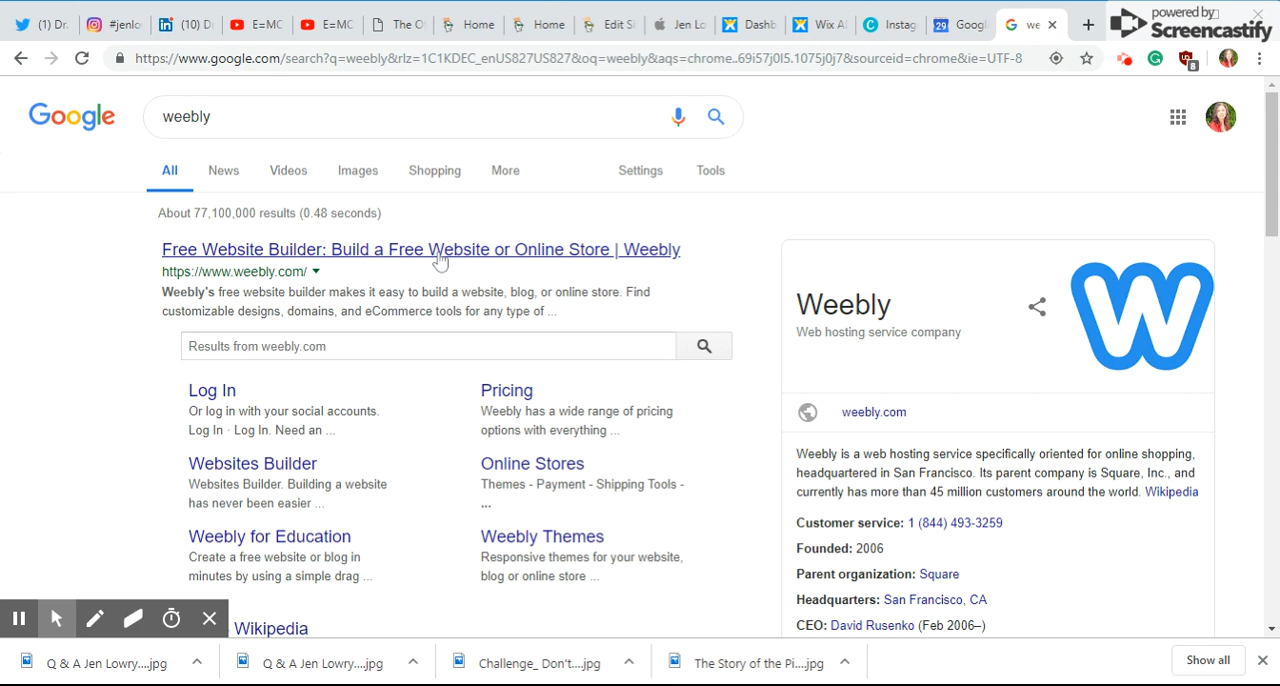 (1) Dr.
#jenlo
(10) Dr
E=MC
E=MC
The O
Home
Home
Edit Si
Jen Lo
Dashb
Wix Al
Instag
29
Googl
we
powered by
Screencastify
https://www.google.com/search?q=weebly&rlz=1C1KDEC_enUS827US827&oq=weebly&aqs=chrome..69i57j0l5.1075j0j7&sourceid=chrome&ie=UTF-8
8
Google
weebly
All News Videos Images Shopping More Settings Tools
About 77,100,000 results (0.48 seconds)
Free Website Builder: Build a Free Website or Online Store | Weebly
https://www.weebly.com/
Weebly's free website builder makes it easy to build a website, blog, or online store. Find
customizable designs, domains, and eCommerce tools for any type of ...
Results from weebly.com
Log In
Or log in with your social accounts.
Log In · Log In. Need an ...
Pricing
Weebly has a wide range of pricing
options with everything ...
Websites Builder
Websites Builder. Building a website
has never been easier ...
Online Stores
Themes - Payment - Shipping Tools -
...
Weebly for Education
Create a free website or blog in
minutes by using a simple drag ...
Weebly Themes
Responsive themes for your website,
blog or online store ...
Wikipedia
Weebly
Web hosting service company
W
weebly.com
Weebly is a web hosting service specifically oriented for online shopping,
headquartered in San Francisco. Its parent company is Square, Inc., and
currently has more than 45 million customers around the world. Wikipedia
Customer service: 1 (844) 493-3259
Founded: 2006
Parent organization: Square
Headquarters: San Francisco, CA
CEO: David Rusenko (Feb 2006–)
Q & A Jen Lowry....jpg
Q & A Jen Lowry....jpg
Challenge_ Don't....jpg
The Story of the Pi....jpg
Show all